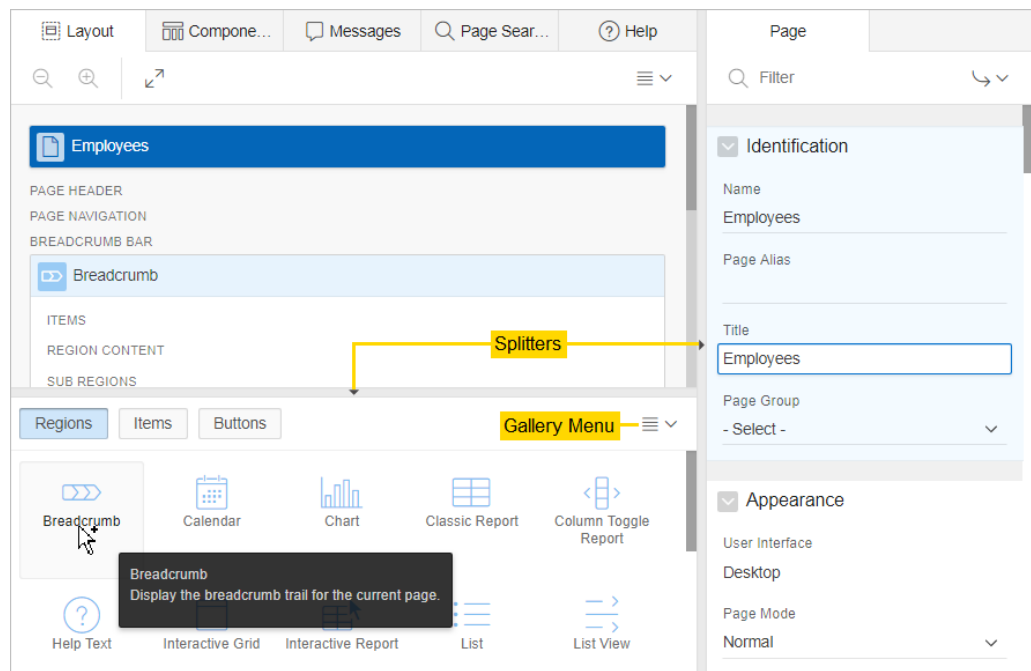 Layout
Compone...
Messages
Page Sear...
Help
Page
Filter
Employees
PAGE HEADER
PAGE NAVIGATION
BREADCRUMB BAR
Breadcrumb
ITEMS
REGION CONTENT
SUB REGIONS
Splitters
Regions
Items
Buttons
Gallery Menu
Breadcrumb
Calendar
Chart
Classic Report
Column Toggle
Report
Breadcrumb
Display the breadcrumb trail for the current page.
Help Text
Interactive Grid
Interactive Report
List
List View
Identification
Name
Employees
Page Alias
Title
Employees
Page Group
- Select -
Appearance
User Interface
Desktop
Page Mode
Normal